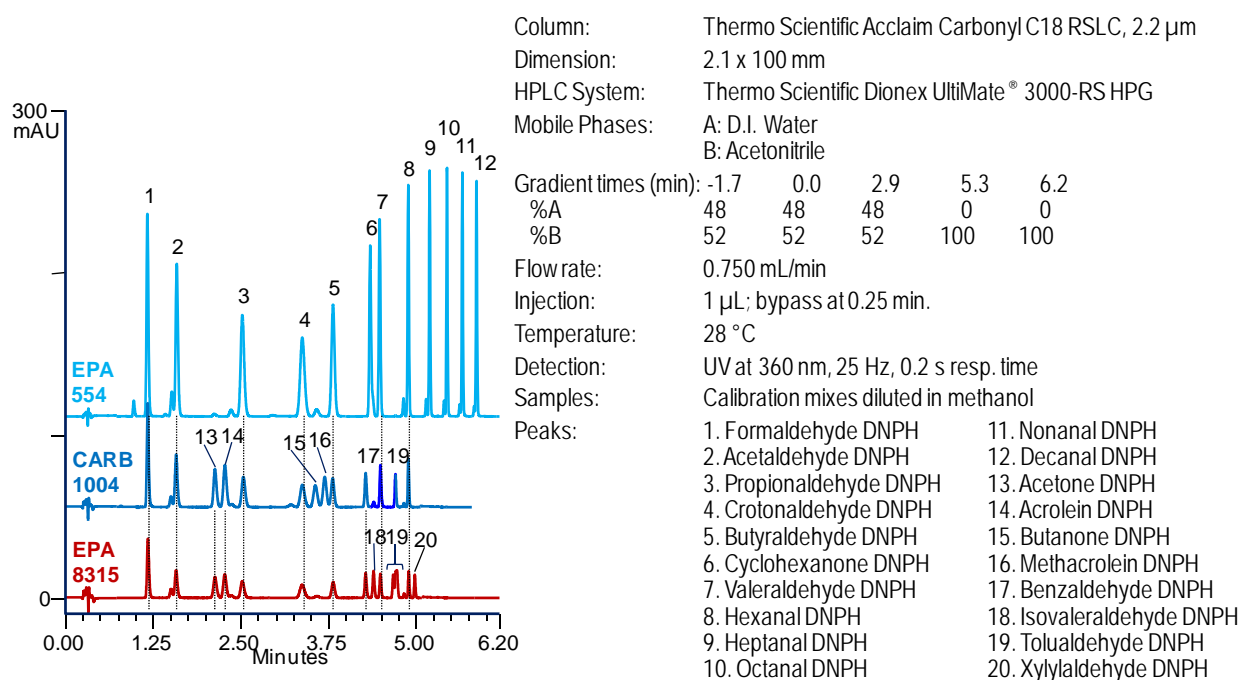 300
mAU
1
2
3
4
5
6
7
8
9
10
11
12
EPA
554
13 14
15
16
17
19
CARB
1004
EPA
8315
18 19
20
0
0.00 1.25 2.50 3.75 5.00 6.20
Minutes
Column: Thermo Scientific Acclaim Carbonyl C18 RSLC, 2.2 µm
Dimension: 2.1 x 100 mm
HPLC System: Thermo Scientific Dionex UltiMate ® 3000-RS HPG
Mobile Phases: A: D.I. Water
B: Acetonitrile
Gradient times (min): -1.7 0.0 2.9 5.3 6.2
%A 48 48 48 0 0
%B 52 52 52 100 100
Flow rate: 0.750 mL/min
Injection: 1 µL; bypass at 0.25 min.
Temperature: 28 °C
Detection: UV at 360 nm, 25 Hz, 0.2 s resp. time
Samples: Calibration mixes diluted in methanol
Peaks: 1. Formaldehyde DNPH 11. Nonanal DNPH
2. Acetaldehyde DNPH 12. Decanal DNPH
3. Propionaldehyde DNPH 13. Acetone DNPH
4. Crotonaldehyde DNPH 14. Acrolein DNPH
5. Butyraldehyde DNPH 15. Butanone DNPH
6. Cyclohexanone DNPH 16. Methacrolein DNPH
7. Valeraldehyde DNPH 17. Benzaldehyde DNPH
8. Hexanal DNPH 18. Isovaleraldehyde DNPH
9. Heptanal DNPH 19. Tolualdehyde DNPH
10. Octanal DNPH 20. Xylylaldehyde DNPH